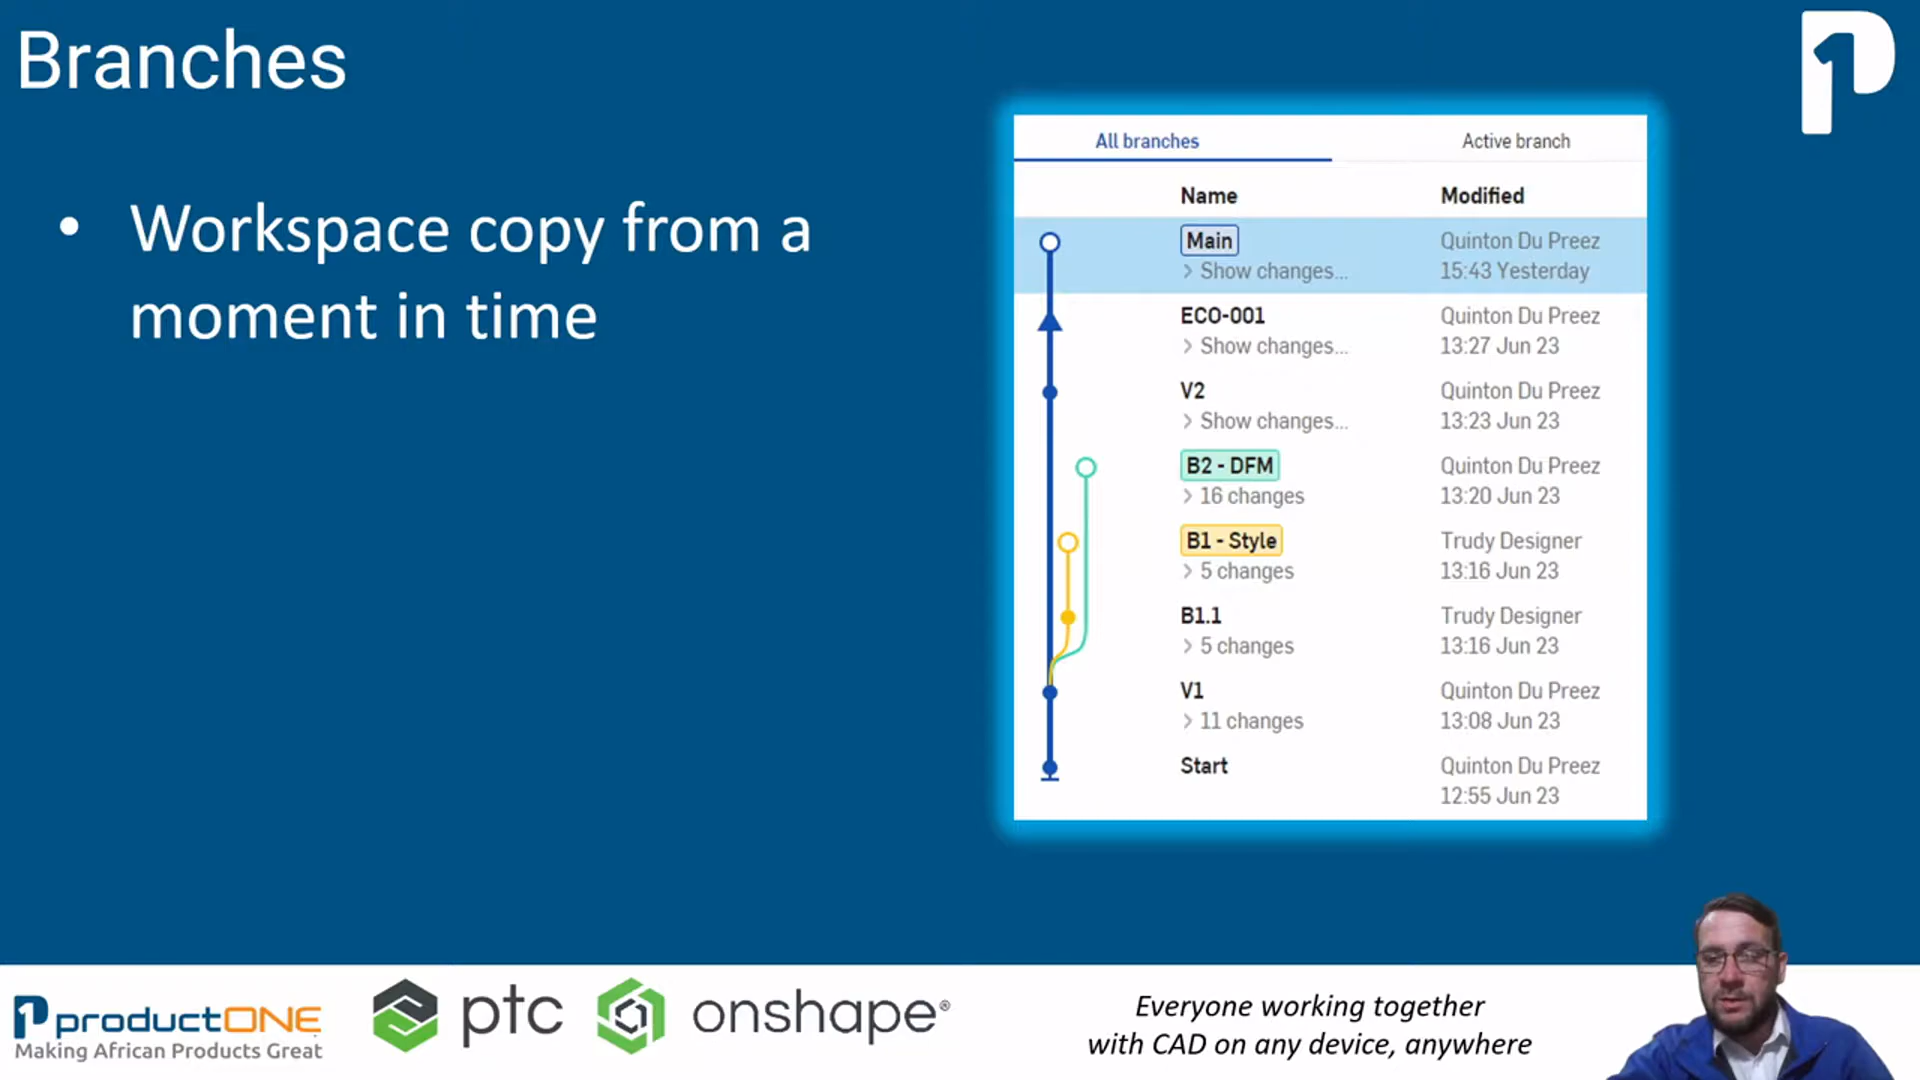 Branches
• Workspace copy from a
moment in time
All branches Active branch
Name Modified
Main Quinton Du Preez
> Show changes... 15:43 Yesterday
ECO-001 Quinton Du Preez
> Show changes... 13:27 Jun 23
V2 Quinton Du Preez
> Show changes... 13:23 Jun 23
B2 - DFM Quinton Du Preez
> 16 changes 13:20 Jun 23
B1 - Style Trudy Designer
> 5 changes 13:16 Jun 23
B1.1 Trudy Designer
> 5 changes 13:16 Jun 23
V1 Quinton Du Preez
> 11 changes 13:08 Jun 23
Start Quinton Du Preez
12:55 Jun 23
productONE
Making African Products Great
ptc
onshape®
Everyone working together
with CAD on any device, anywhere